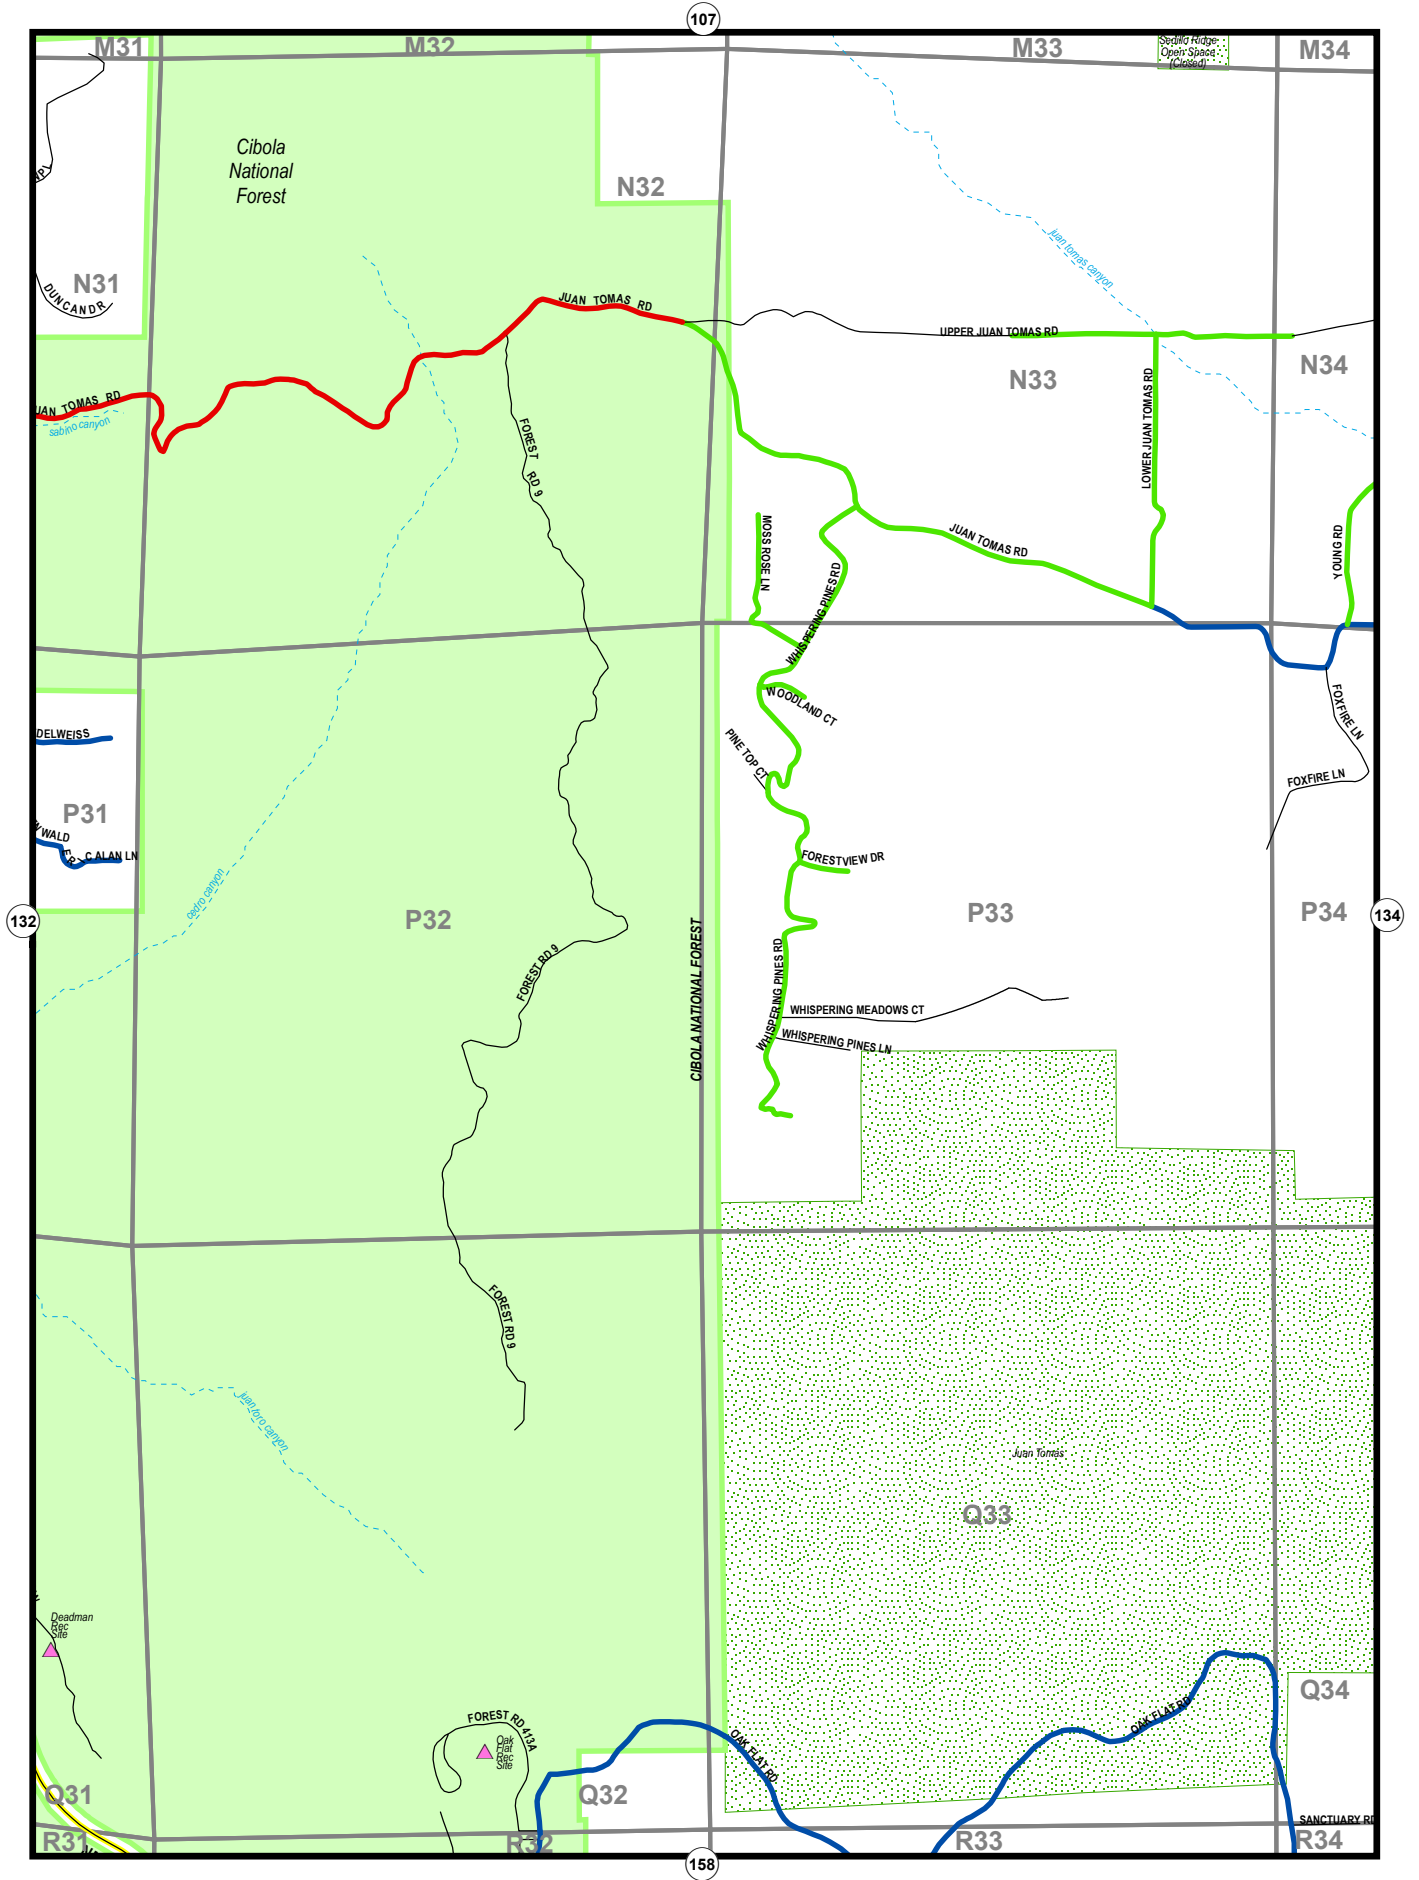 107
M31
M32
M33
Sedillo Ridge
Open Space
(Closed)
M34
Cibola
National
Forest
N32
juan tomas canyon
N31
DUNCAN DR
JUAN TOMAS RD
UPPER JUAN TOMAS RD
N33
N34
JUAN TOMAS RD
sabino canyon
LOWER JUAN TOMAS RD
FOREST RD 9
MOSS ROSE LN
JUAN TOMAS RD
YOUNG RD
WHISPERING PINES RD
WOODLAND CT
FOXFIRE LN
DELWEISS
PINE TOP CT
FOXFIRE LN
P31
WALD
C ALAN LN
FORESTVIEW DR
cedro canyon
132
P32
P33
P34
134
CIBOLA NATIONAL FOREST
FOREST RD 9
WHISPERING PINES RD
WHISPERING MEADOWS CT
WHISPERING PINES LN
FOREST RD 9
juan toro canyon
Juan Tomas
Q33
Deadman
Rec
Site
Q34
FOREST RD 413A
Oak
Flat
Rec
Site
OAK FLAT RD
OAK FLAT RD
Q31
Q32
SANCTUARY RD
R31
R32
R33
R34
158